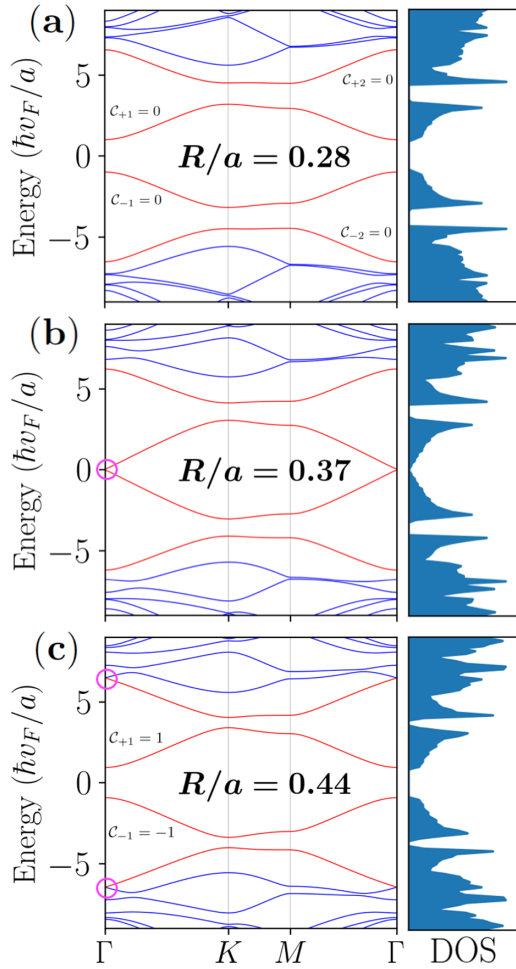 (a)
Energy (ħv_F/a)
5
0
−5
C₊₂ = 0
C₊₁ = 0
R/a = 0.28
C₋₁ = 0
C₋₂ = 0
(b)
Energy (ħv_F/a)
5
0
−5
R/a = 0.37
(c)
Energy (ħv_F/a)
5
0
−5
C₊₁ = 1
R/a = 0.44
C₋₁ = −1
Γ K M Γ DOS